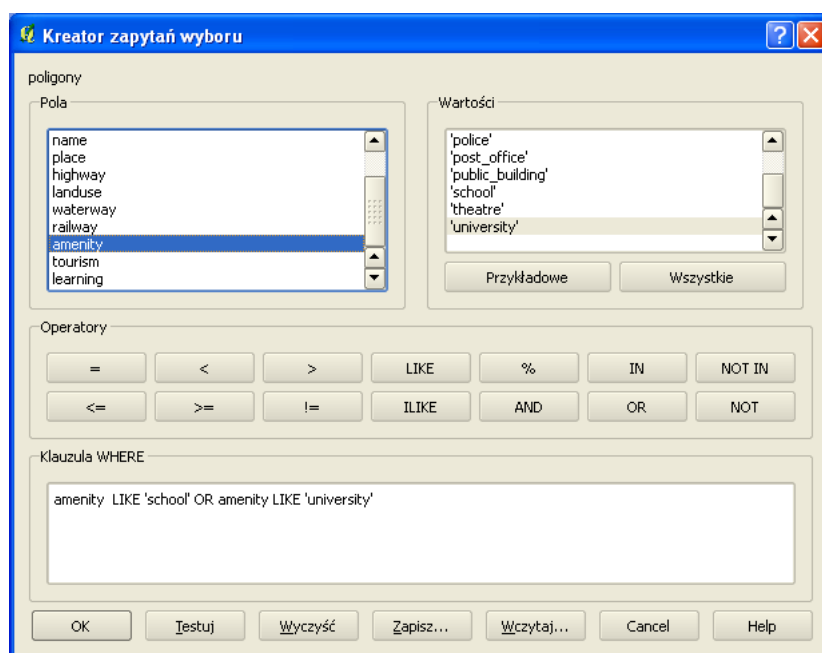 Kreator zapytań wyboru
poligony
Pola
name
place
highway
landuse
waterway
railway
amenity
tourism
learning
Wartości
'police'
'post_office'
'public_building'
'school'
'theatre'
'university'
Przykładowe Wszystkie
Operatory
= < > LIKE % IN NOT IN
<= >= != ILIKE AND OR NOT
Klauzula WHERE
amenity LIKE 'school' OR amenity LIKE 'university'
OK Testuj Wyczyść Zapisz... Wczytaj... Cancel Help